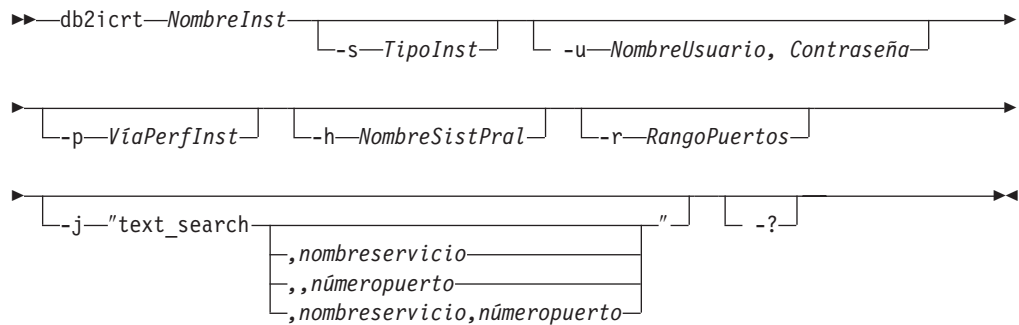 db2icrt NombreInst
-s TipoInst -u NombreUsuario, Contraseña
-p VíaPerfInst -h NombreSistPral -r RangoPuertos
-j "text_search "
-?
,nombreservicio
,,númeropuerto
,nombreservicio,númeropuerto